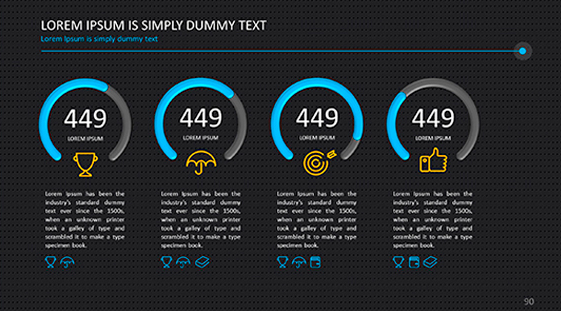 LOREM IPSUM IS SIMPLY DUMMY TEXT
Lorem Ipsum is simply dummy text
449
LOREM IPSUM
449
LOREM IPSUM
449
LOREM IPSUM
449
LOREM IPSUM
Lorem Ipsum has been the
industry's standard dummy
text ever since the 1500s,
when an unknown printer
took a galley of type and
scrambled it to make a type
specimen book.
Lorem Ipsum has been the
industry's standard dummy
text ever since the 1500s,
when an unknown printer
took a galley of type and
scrambled it to make a type
specimen book.
Lorem Ipsum has been the
industry's standard dummy
text ever since the 1500s,
when an unknown printer
took a galley of type and
scrambled it to make a type
specimen book.
Lorem Ipsum has been the
industry's standard dummy
text ever since the 1500s,
when an unknown printer
took a galley of type and
scrambled it to make a type
specimen book.
90